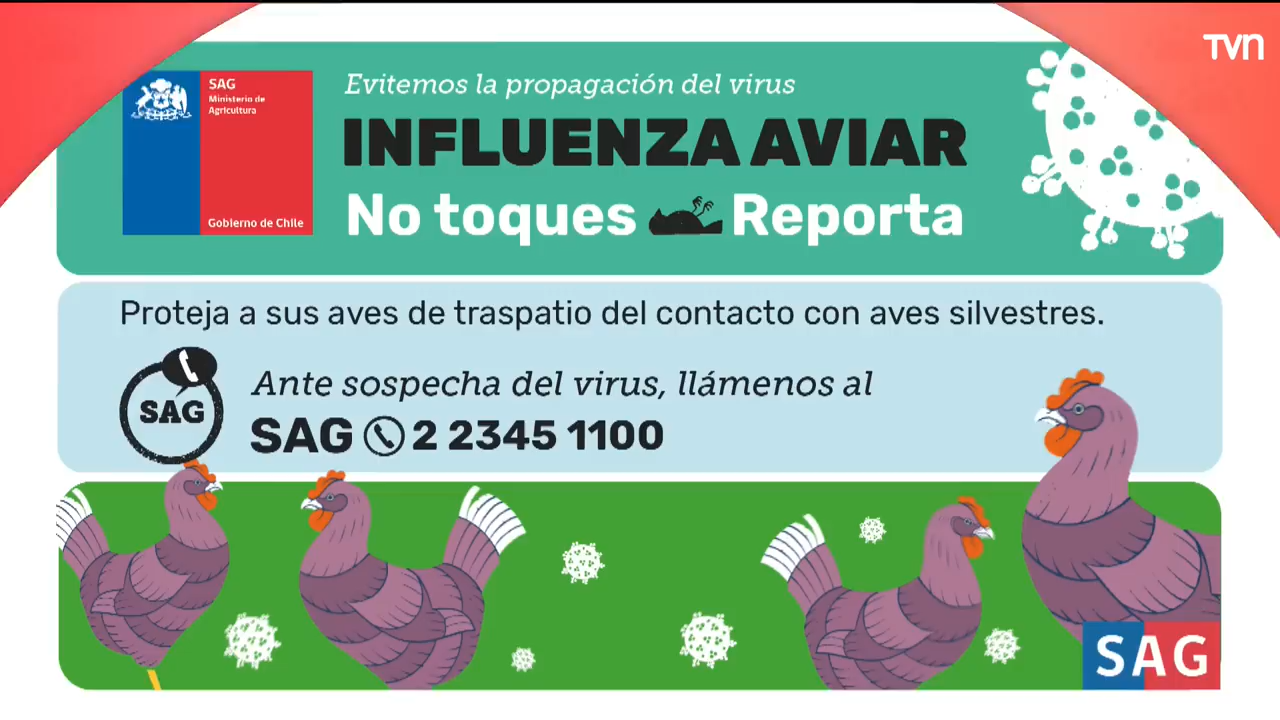 TVN
SAG
Ministerio de
Agricultura
Gobierno de Chile
Evitemos la propagación del virus
INFLUENZA AVIAR
No toques Reporta
Proteja a sus aves de traspatio del contacto con aves silvestres.
SAG
Ante sospecha del virus, llámenos al
SAG 2 2345 1100
SAG